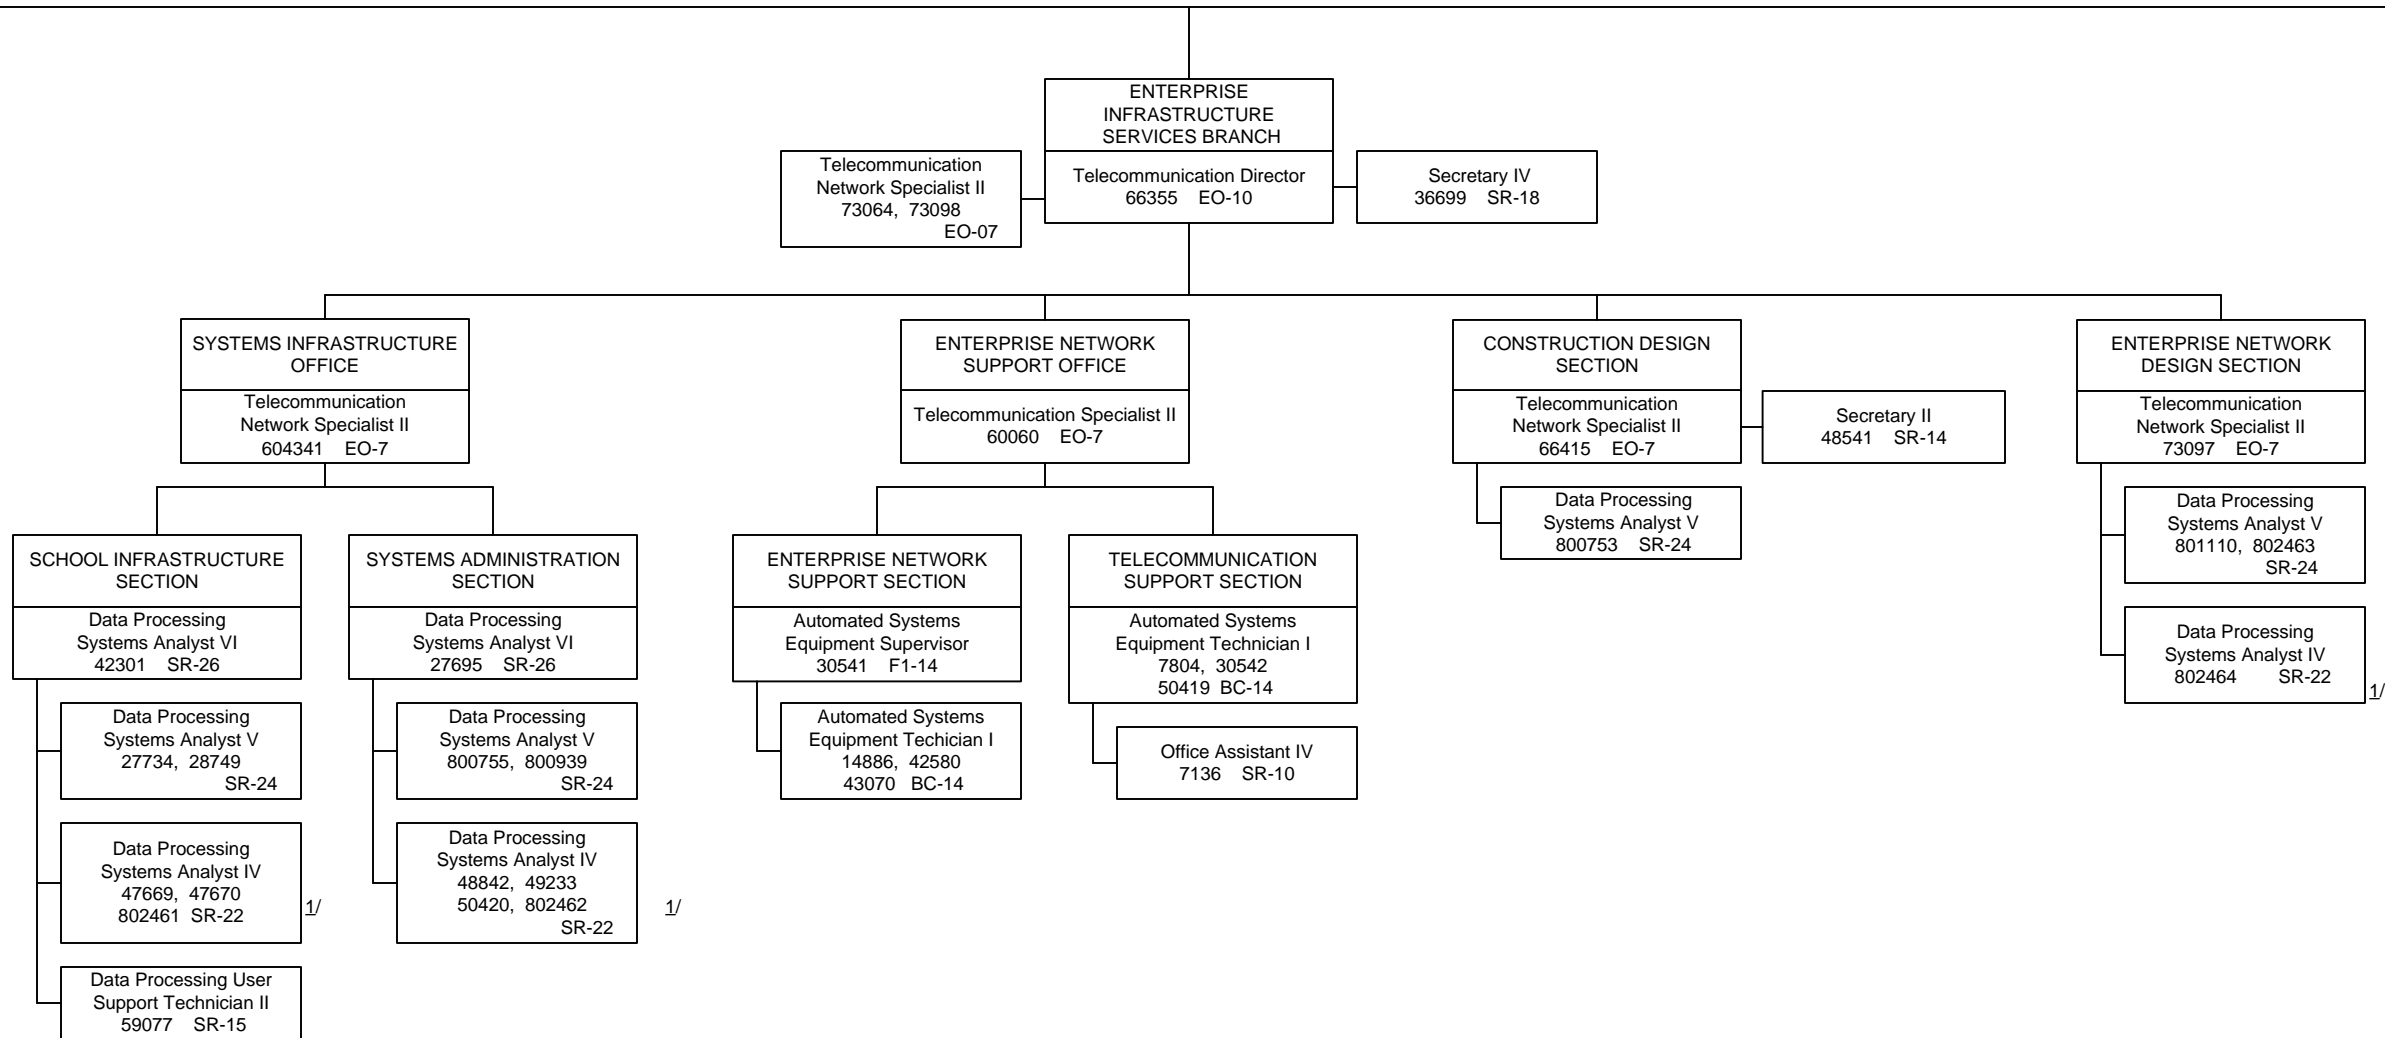 ENTERPRISE
INFRASTRUCTURE
SERVICES BRANCH
Telecommunication Director
66355 EO-10
Telecommunication
Network Specialist II
73064, 73098
EO-07
Secretary IV
36699 SR-18
SYSTEMS INFRASTRUCTURE
OFFICE
Telecommunication
Network Specialist II
604341 EO-7
ENTERPRISE NETWORK
SUPPORT OFFICE
Telecommunication Specialist II
60060 EO-7
CONSTRUCTION DESIGN
SECTION
Telecommunication
Network Specialist II
66415 EO-7
Secretary II
48541 SR-14
ENTERPRISE NETWORK
DESIGN SECTION
Telecommunication
Network Specialist II
73097 EO-7
SCHOOL INFRASTRUCTURE
SECTION
Data Processing
Systems Analyst VI
42301 SR-26
Data Processing
Systems Analyst V
27734, 28749
SR-24
Data Processing
Systems Analyst IV
47669, 47670
802461 SR-22
1/
Data Processing User
Support Technician II
59077 SR-15
SYSTEMS ADMINISTRATION
SECTION
Data Processing
Systems Analyst VI
27695 SR-26
Data Processing
Systems Analyst V
800755, 800939
SR-24
Data Processing
Systems Analyst IV
48842, 49233
50420, 802462
SR-22
1/
ENTERPRISE NETWORK
SUPPORT SECTION
Automated Systems
Equipment Supervisor
30541 F1-14
Automated Systems
Equipment Techician I
14886, 42580
43070 BC-14
TELECOMMUNICATION
SUPPORT SECTION
Automated Systems
Equipment Technician I
7804, 30542
50419 BC-14
Office Assistant IV
7136 SR-10
Data Processing
Systems Analyst V
800753 SR-24
Data Processing
Systems Analyst V
801110, 802463
SR-24
Data Processing
Systems Analyst IV
802464 SR-22
1/